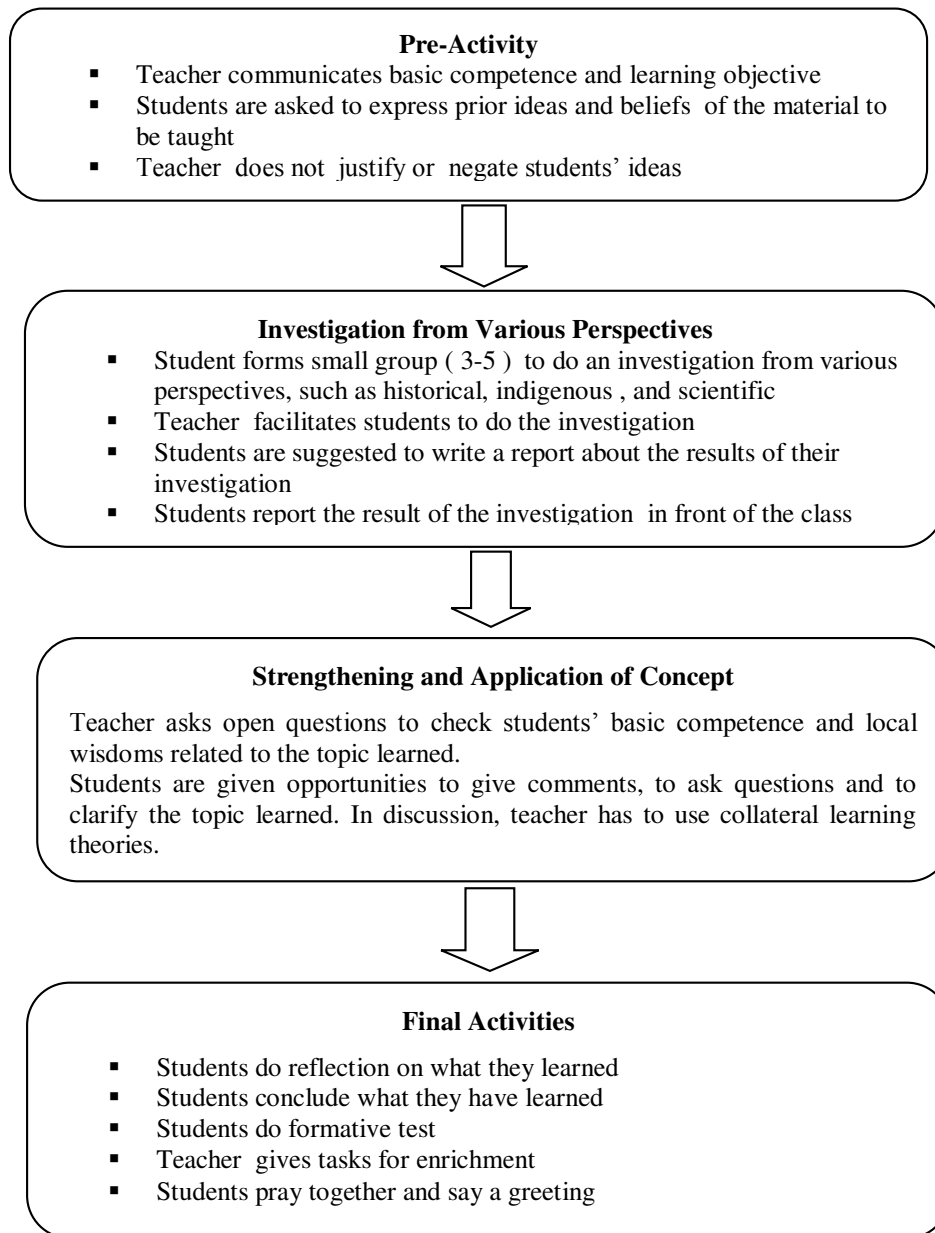 Pre-Activity
▪ Teacher communicates basic competence and learning objective
▪ Students are asked to express prior ideas and beliefs of the material to
be taught
▪ Teacher does not justify or negate students' ideas
Investigation from Various Perspectives
▪ Student forms small group ( 3-5 ) to do an investigation from various
perspectives, such as historical, indigenous , and scientific
▪ Teacher facilitates students to do the investigation
▪ Students are suggested to write a report about the results of their
investigation
▪ Students report the result of the investigation in front of the class
Strengthening and Application of Concept
Teacher asks open questions to check students' basic competence and local
wisdoms related to the topic learned.
Students are given opportunities to give comments, to ask questions and to
clarify the topic learned. In discussion, teacher has to use collateral learning
theories.
Final Activities
▪ Students do reflection on what they learned
▪ Students conclude what they have learned
▪ Students do formative test
▪ Teacher gives tasks for enrichment
▪ Students pray together and say a greeting